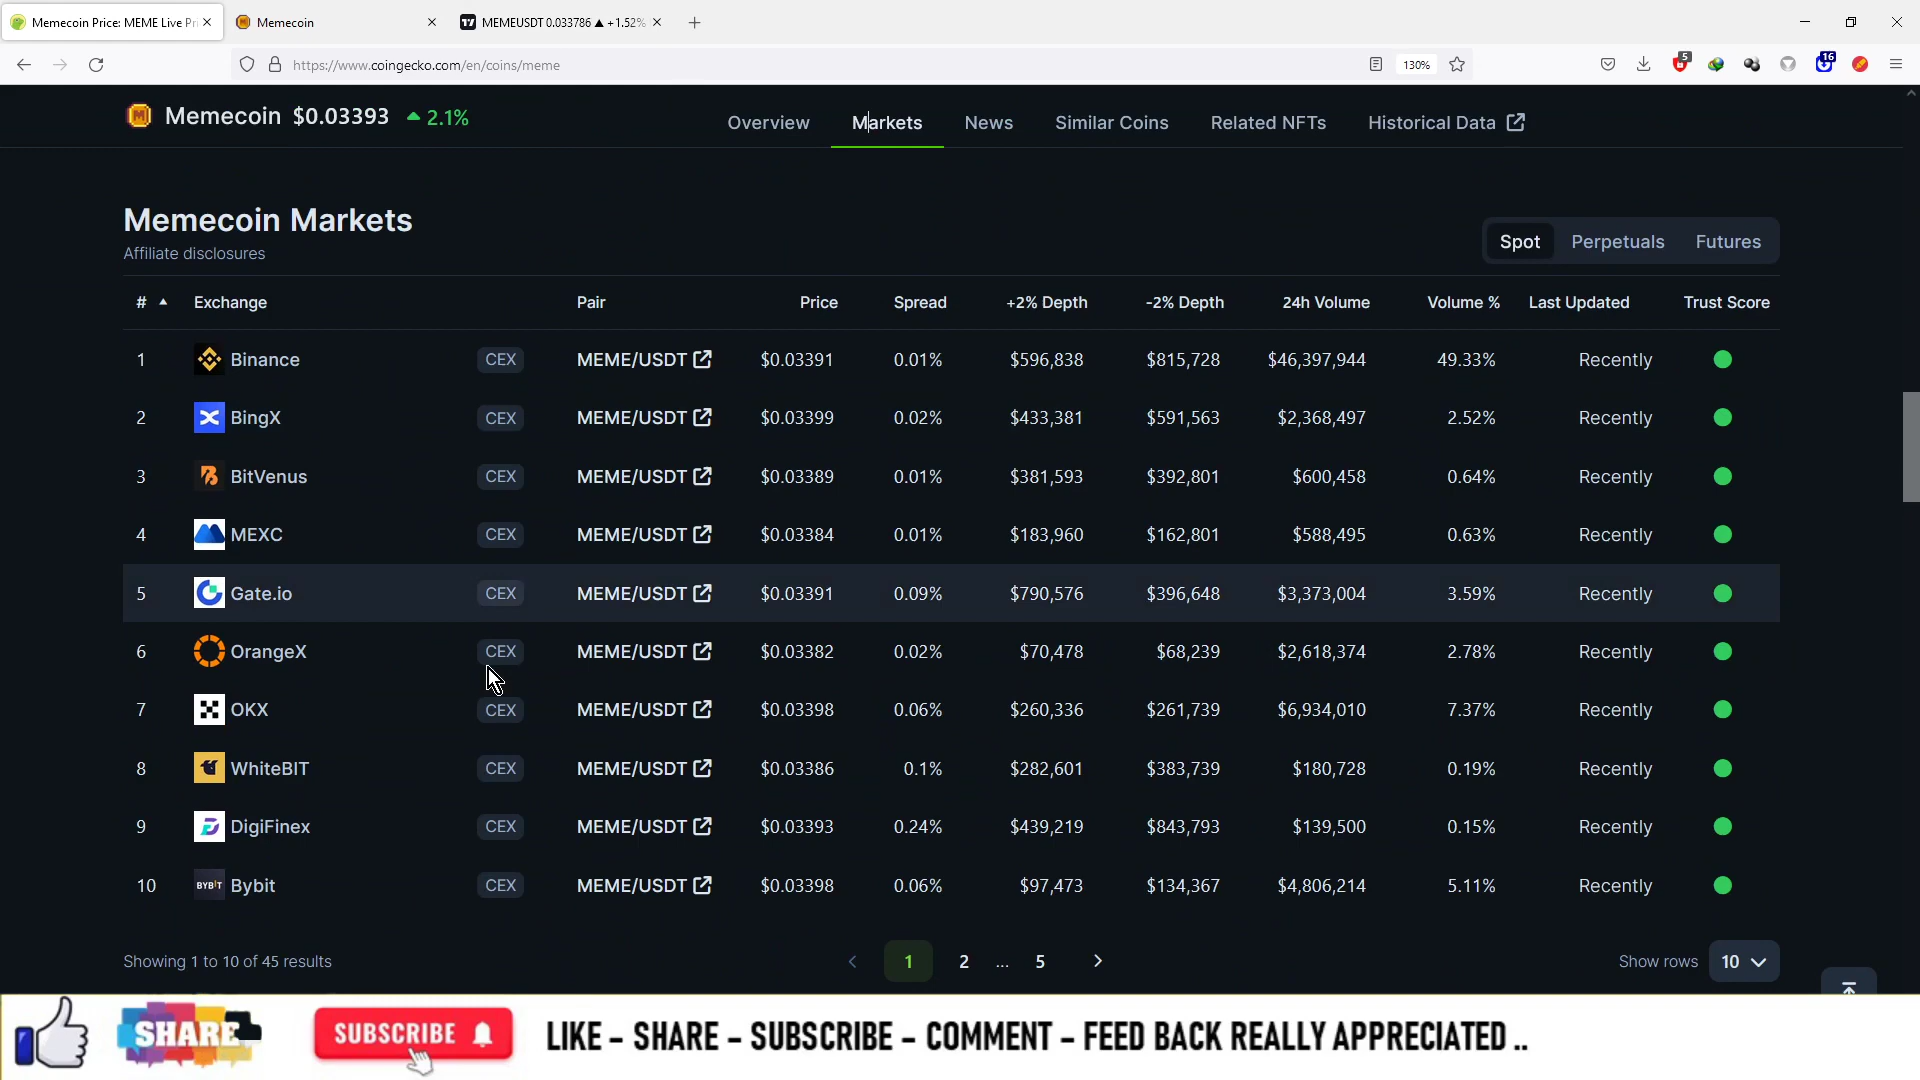 Memecoin Price: MEME Live Pri
Memecoin
MEMEUSDT 0.033786 ▲ +1.52%
https://www.coingecko.com/en/coins/meme
130%
5
16
Memecoin $0.03393 ▲ 2.1%
Overview Markets News Similar Coins Related NFTs Historical Data
Memecoin Markets
Affiliate disclosures
Spot Perpetuals Futures
# Exchange Pair Price Spread +2% Depth -2% Depth 24h Volume Volume % Last Updated Trust Score
1 Binance CEX MEME/USDT $0.03391 0.01% $596,838 $815,728 $46,397,944 49.33% Recently
2 BingX CEX MEME/USDT $0.03399 0.02% $433,381 $591,563 $2,368,497 2.52% Recently
3 BitVenus CEX MEME/USDT $0.03389 0.01% $381,593 $392,801 $600,458 0.64% Recently
4 MEXC CEX MEME/USDT $0.03384 0.01% $183,960 $162,801 $588,495 0.63% Recently
5 Gate.io CEX MEME/USDT $0.03391 0.09% $790,576 $396,648 $3,373,004 3.59% Recently
6 OrangeX CEX MEME/USDT $0.03382 0.02% $70,478 $68,239 $2,618,374 2.78% Recently
7 OKX CEX MEME/USDT $0.03398 0.06% $260,336 $261,739 $6,934,010 7.37% Recently
8 WhiteBIT CEX MEME/USDT $0.03386 0.1% $282,601 $383,739 $180,728 0.19% Recently
9 DigiFinex CEX MEME/USDT $0.03393 0.24% $439,219 $843,793 $139,500 0.15% Recently
10 BYBIT Bybit CEX MEME/USDT $0.03398 0.06% $97,473 $134,367 $4,806,214 5.11% Recently
Showing 1 to 10 of 45 results
1 2 ... 5
Show rows 10
SHARE
SUBSCRIBE
LIKE - SHARE - SUBSCRIBE - COMMENT - FEED BACK REALLY APPRECIATED ..